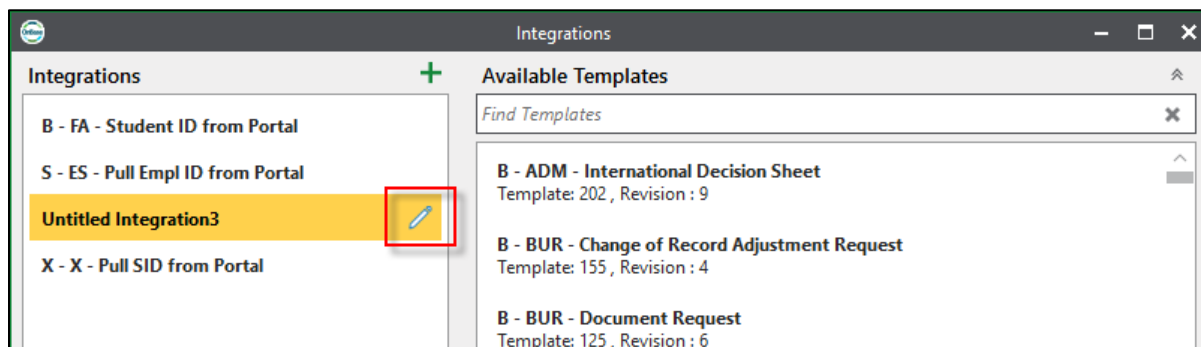 OnBase
Integrations
Integrations
B - FA - Student ID from Portal
S - ES - Pull Empl ID from Portal
Untitled Integration3
X - X - Pull SID from Portal
Available Templates
Find Templates
B - ADM - International Decision Sheet
Template: 202 , Revision : 9
B - BUR - Change of Record Adjustment Request
Template: 155 , Revision : 4
B - BUR - Document Request
Template: 125 , Revision : 6